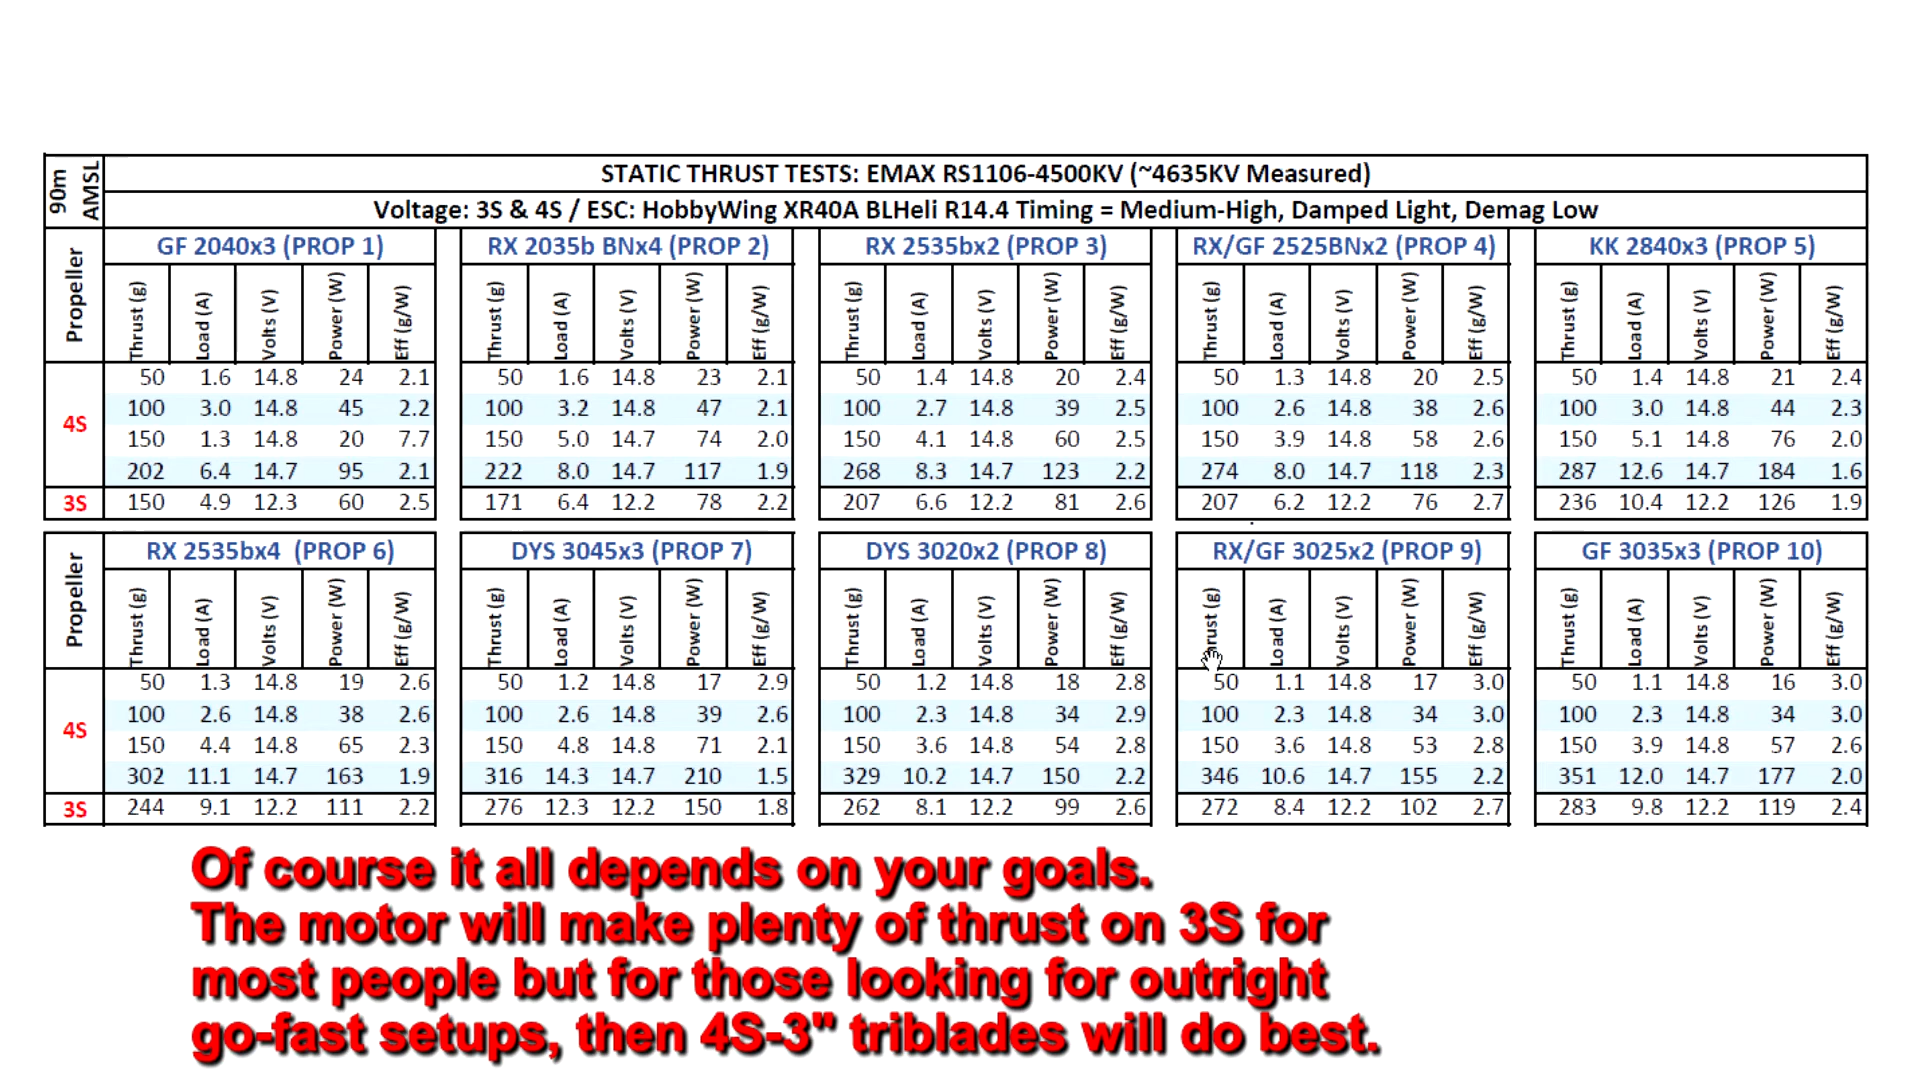 90m AMSL
STATIC THRUST TESTS: EMAX RS1106-4500KV (~4635KV Measured)
Voltage: 3S & 4S / ESC: HobbyWing XR40A BLHeli R14.4 Timing = Medium-High, Damped Light, Demag Low
Propeller GF 2040x3 (PROP 1) RX 2035b BNx4 (PROP 2) RX 2535bx2 (PROP 3) RX/GF 2525BNx2 (PROP 4) KK 2840x3 (PROP 5)
Thrust (g) Load (A) Volts (V) Power (W) Eff (g/W) Thrust (g) Load (A) Volts (V) Power (W) Eff (g/W) Thrust (g) Load (A) Volts (V) Power (W) Eff (g/W) Thrust (g) Load (A) Volts (V) Power (W) Eff (g/W) Thrust (g) Load (A) Volts (V) Power (W) Eff (g/W)
4S
50 1.6 14.8 24 2.1 50 1.6 14.8 23 2.1 50 1.4 14.8 20 2.4 50 1.3 14.8 20 2.5 50 1.4 14.8 21 2.4
100 3.0 14.8 45 2.2 100 3.2 14.8 47 2.1 100 2.7 14.8 39 2.5 100 2.6 14.8 38 2.6 100 3.0 14.8 44 2.3
150 1.3 14.8 20 7.7 150 5.0 14.7 74 2.0 150 4.1 14.8 60 2.5 150 3.9 14.8 58 2.6 150 5.1 14.8 76 2.0
202 6.4 14.7 95 2.1 222 8.0 14.7 117 1.9 268 8.3 14.7 123 2.2 274 8.0 14.7 118 2.3 287 12.6 14.7 184 1.6
3S 150 4.9 12.3 60 2.5 171 6.4 12.2 78 2.2 207 6.6 12.2 81 2.6 207 6.2 12.2 76 2.7 236 10.4 12.2 126 1.9
Propeller RX 2535bx4 (PROP 6) DYS 3045x3 (PROP 7) DYS 3020x2 (PROP 8) RX/GF 3025x2 (PROP 9) GF 3035x3 (PROP 10)
Thrust (g) Load (A) Volts (V) Power (W) Eff (g/W) Thrust (g) Load (A) Volts (V) Power (W) Eff (g/W) Thrust (g) Load (A) Volts (V) Power (W) Eff (g/W) Thrust (g) Load (A) Volts (V) Power (W) Eff (g/W) Thrust (g) Load (A) Volts (V) Power (W) Eff (g/W)
4S
50 1.3 14.8 19 2.6 50 1.2 14.8 17 2.9 50 1.2 14.8 18 2.8 50 1.1 14.8 17 3.0 50 1.1 14.8 16 3.0
100 2.6 14.8 38 2.6 100 2.6 14.8 39 2.6 100 2.3 14.8 34 2.9 100 2.3 14.8 34 3.0 100 2.3 14.8 34 3.0
150 4.4 14.8 65 2.3 150 4.8 14.8 71 2.1 150 3.6 14.8 54 2.8 150 3.6 14.8 53 2.8 150 3.9 14.8 57 2.6
302 11.1 14.7 163 1.9 316 14.3 14.7 210 1.5 329 10.2 14.7 150 2.2 346 10.6 14.7 155 2.2 351 12.0 14.7 177 2.0
3S 244 9.1 12.2 111 2.2 276 12.3 12.2 150 1.8 262 8.1 12.2 99 2.6 272 8.4 12.2 102 2.7 283 9.8 12.2 119 2.4
Of course it all depends on your goals.
The motor will make plenty of thrust on 3S for
most people but for those looking for outright
go-fast setups, then 4S-3" triblades will do best.